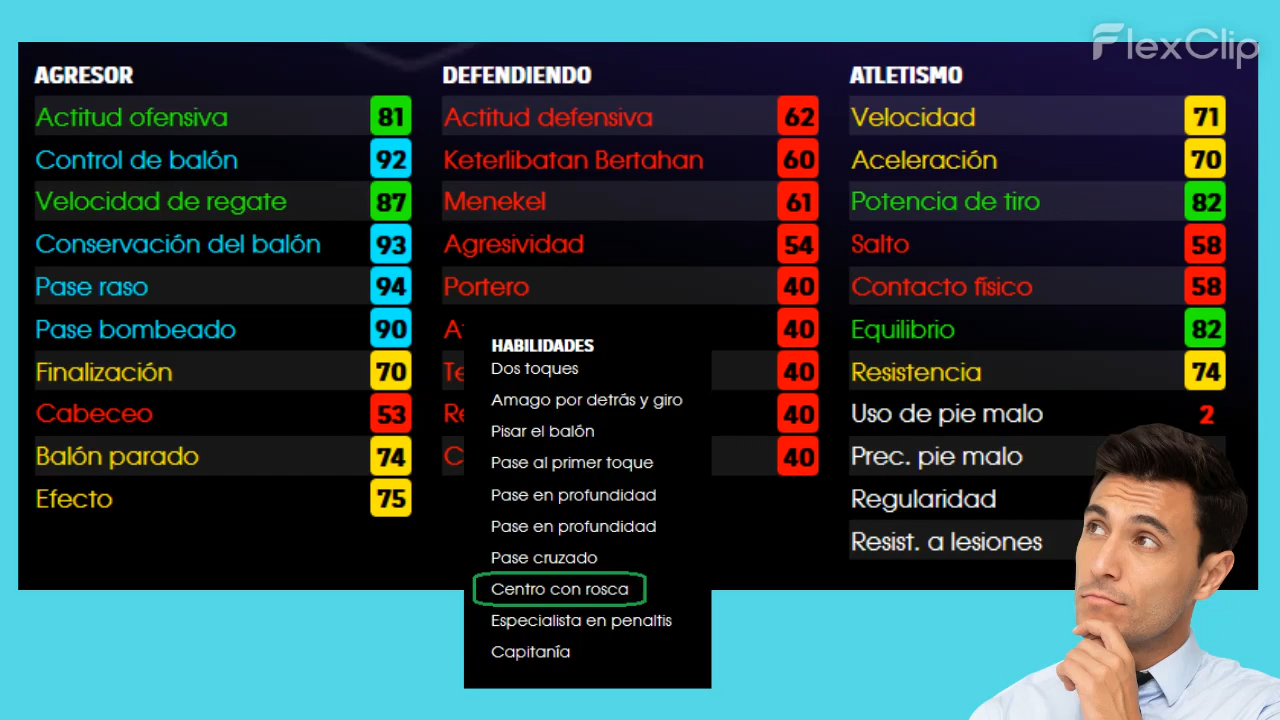 FlexClip
AGRESOR
Actitud ofensiva 81
Control de balón 92
Velocidad de regate 87
Conservación del balón 93
Pase raso 94
Pase bombeado 90
Finalización 70
Cabeceo 53
Balón parado 74
Efecto 75
DEFENDIENDO
Actitud defensiva 62
Keterlibatan Bertahan 60
Menekel 61
Agresividad 54
Portero 40
40
40
40
40
HABILIDADES
Dos toques
Amago por detrás y giro
Pisar el balón
Pase al primer toque
Pase en profundidad
Pase en profundidad
Pase cruzado
Centro con rosca
Especialista en penaltis
Capitanía
ATLETISMO
Velocidad 71
Aceleración 70
Potencia de tiro 82
Salto 58
Contacto físico 58
Equilibrio 82
Resistencia 74
Uso de pie malo 2
Prec. pie malo
Regularidad
Resist. a lesiones